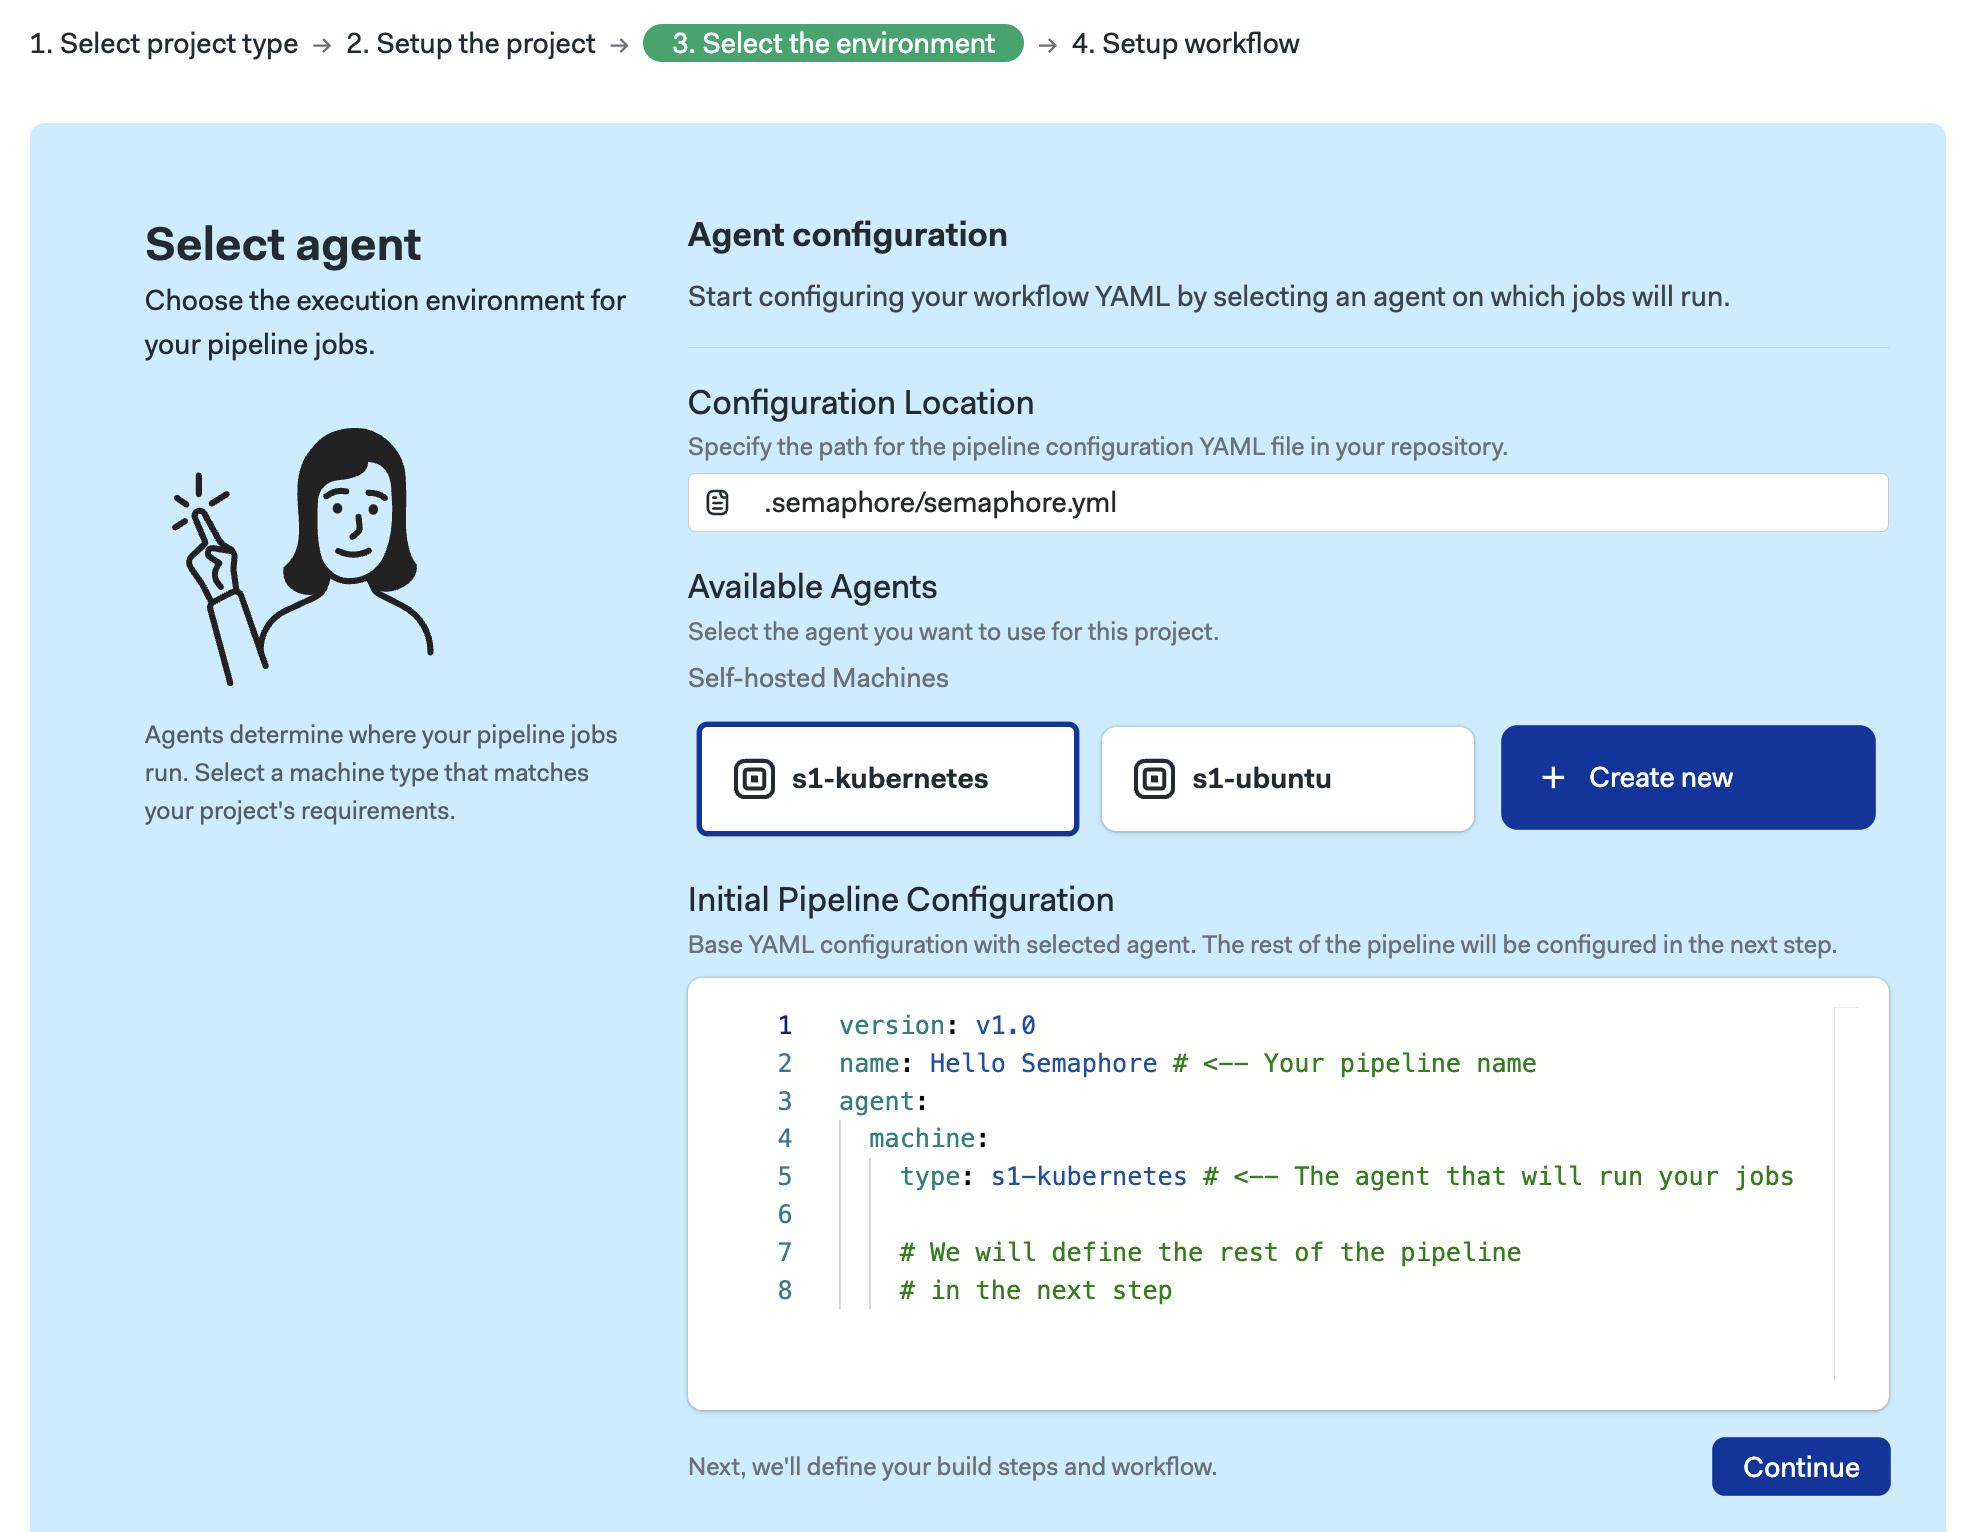 1. Select project type → 2. Setup the project → 3. Select the environment → 4. Setup workflow
Select agent
Choose the execution environment for
your pipeline jobs.
Agents determine where your pipeline jobs
run. Select a machine type that matches
your project's requirements.
Agent configuration
Start configuring your workflow YAML by selecting an agent on which jobs will run.
Configuration Location
Specify the path for the pipeline configuration YAML file in your repository.
.semaphore/semaphore.yml
Available Agents
Select the agent you want to use for this project.
Self-hosted Machines
s1-kubernetes
s1-ubuntu
+ Create new
Initial Pipeline Configuration
Base YAML configuration with selected agent. The rest of the pipeline will be configured in the next step.
1 version: v1.0
2 name: Hello Semaphore # <-- Your pipeline name
3 agent:
4   machine:
5     type: s1-kubernetes # <-- The agent that will run your jobs
6
7     # We will define the rest of the pipeline
8     # in the next step
Next, we'll define your build steps and workflow.
Continue